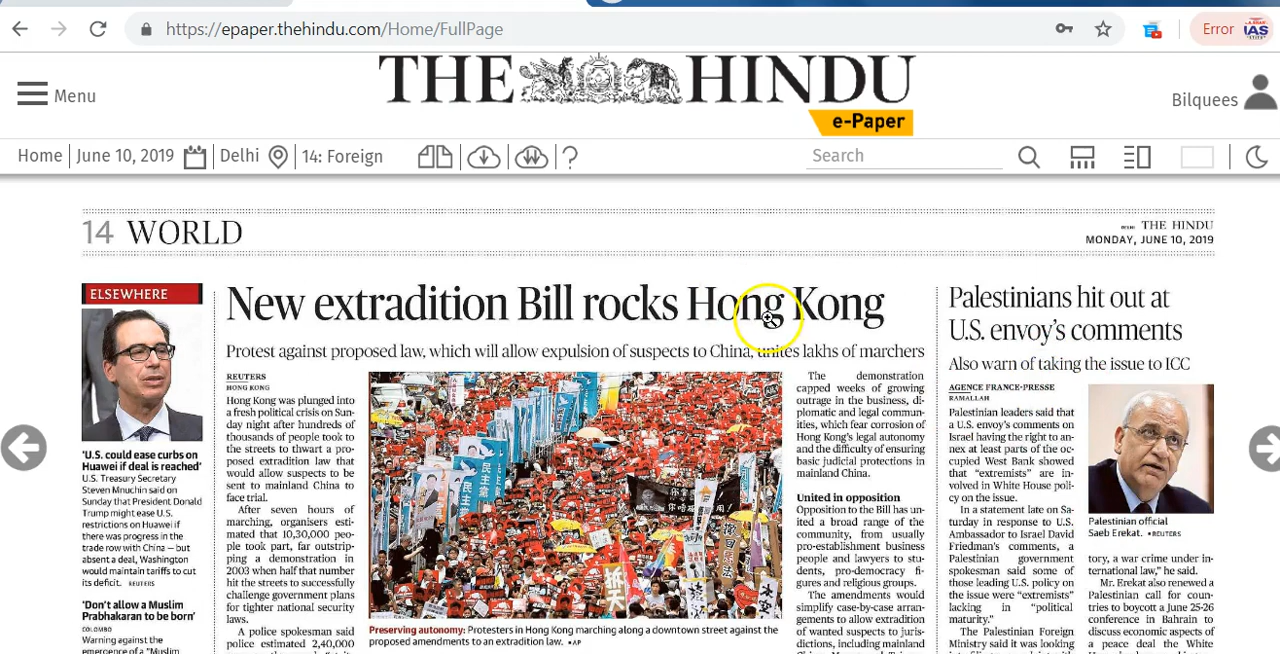 https://epaper.thehindu.com/Home/FullPage
Error
IAS
Menu
THE HINDU
e-Paper
Bilquees
Home
June 10, 2019
Delhi
14: Foreign
?
Search
14 WORLD
THE HINDU
MONDAY, JUNE 10, 2019
ELSEWHERE
'U.S. could ease curbs on
Huawei if deal is reached'
U.S. Treasury Secretary
Steven Mnuchin said on
Sunday that President Donald
Trump might ease U.S.
restrictions on Huawei if
there was progress in the
trade row with China — but
absent a deal, Washington
would maintain tariffs to cut
its deficit. REUTERS
'Don't allow a Muslim
Prabhakaran to be born'
COLOMBO
Warning against the
emergence of a "Muslim
New extradition Bill rocks Hong Kong
Protest against proposed law, which will allow expulsion of suspects to China, unites lakhs of marchers
REUTERS
HONG KONG
Hong Kong was plunged into
a fresh political crisis on Sun-
day night after hundreds of
thousands of people took to
the streets to thwart a pro-
posed extradition law that
would allow suspects to be
sent to mainland China to
face trial.
After seven hours of
marching, organisers esti-
mated that 10,30,000 peo-
ple took part, far outstrip-
ping a demonstration in
2003 when half that number
hit the streets to successfully
challenge government plans
for tighter national security
laws.
A police spokesman said
police estimated 2,40,000
Preserving autonomy: Protesters in Hong Kong marching along a downtown street against the
proposed amendments to an extradition law. • AP
The demonstration
capped weeks of growing
outrage in the business, di-
plomatic and legal commun-
ities, which fear corrosion of
Hong Kong's legal autonomy
and the difficulty of ensuring
basic judicial protections in
mainland China.
United in opposition
Opposition to the Bill has un-
ited a broad range of the
community, from usually
pro-establishment business
people and lawyers to stu-
dents, pro-democracy fi-
gures and religious groups.
The amendments would
simplify case-by-case arran-
gements to allow extradition
of wanted suspects to juris-
dictions, including mainland
Palestinians hit out at
U.S. envoy's comments
Also warn of taking the issue to ICC
AGENCE FRANCE-PRESSE
RAMALLAH
Palestinian leaders said that
a U.S. envoy's comments on
Israel having the right to an-
nex at least parts of the oc-
cupied West Bank showed
that "extremists" are in-
volved in White House poli-
cy on the issue.
In a statement late on Sa-
turday in response to U.S.
Ambassador to Israel David
Friedman's comments, a
Palestinian government
spokesman said some of
those leading U.S. policy on
the issue were "extremists"
lacking in "political
maturity."
The Palestinian Foreign
Ministry said it was looking
Palestinian official
Saeb Erekat. • REUTERS
tory, a war crime under in-
ternational law," he said.
Mr. Erekat also renewed a
Palestinian call for coun-
tries to boycott a June 25-26
conference in Bahrain to
discuss economic aspects of
a peace deal the White